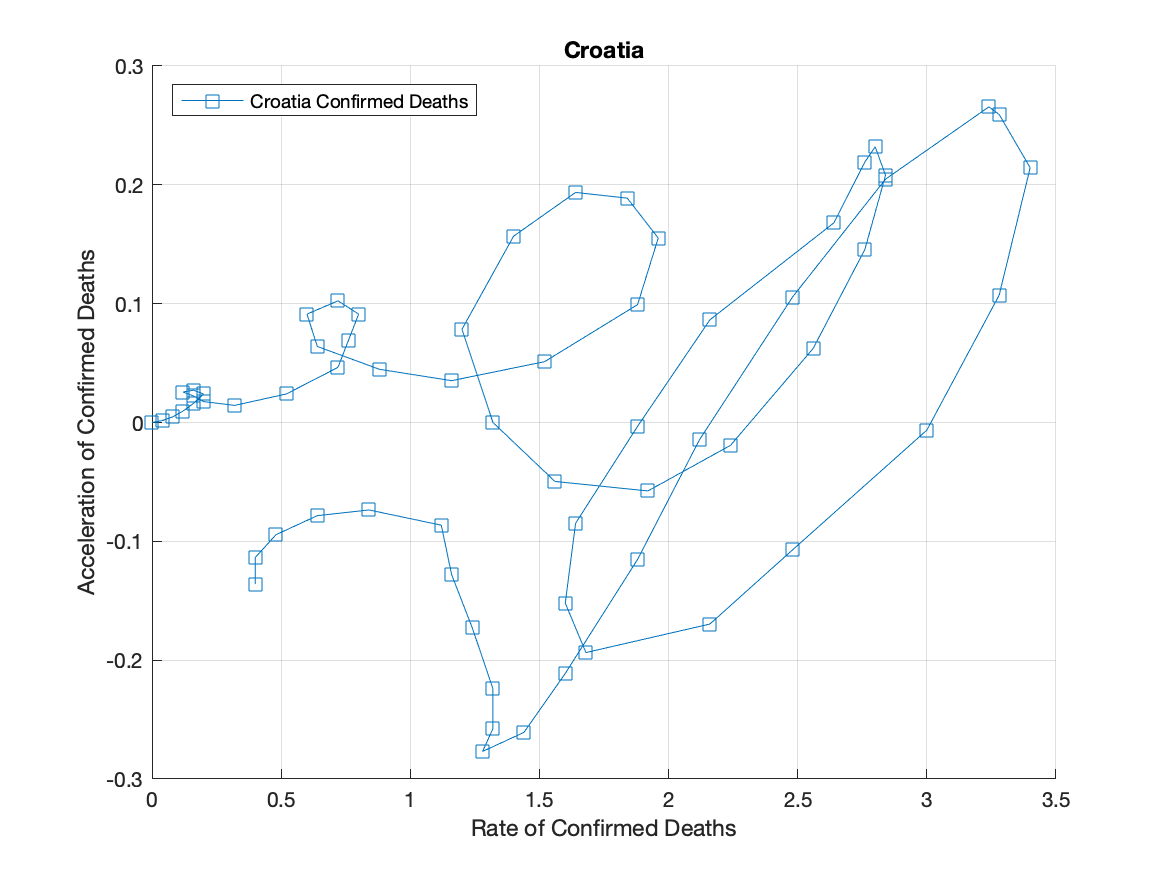 Croatia
0.3
Croatia Confirmed Deaths
0.2
0.1
0
-0.1
-0.2
-0.3
Acceleration of Confirmed Deaths
0 0.5 1 1.5 2 2.5 3 3.5
Rate of Confirmed Deaths